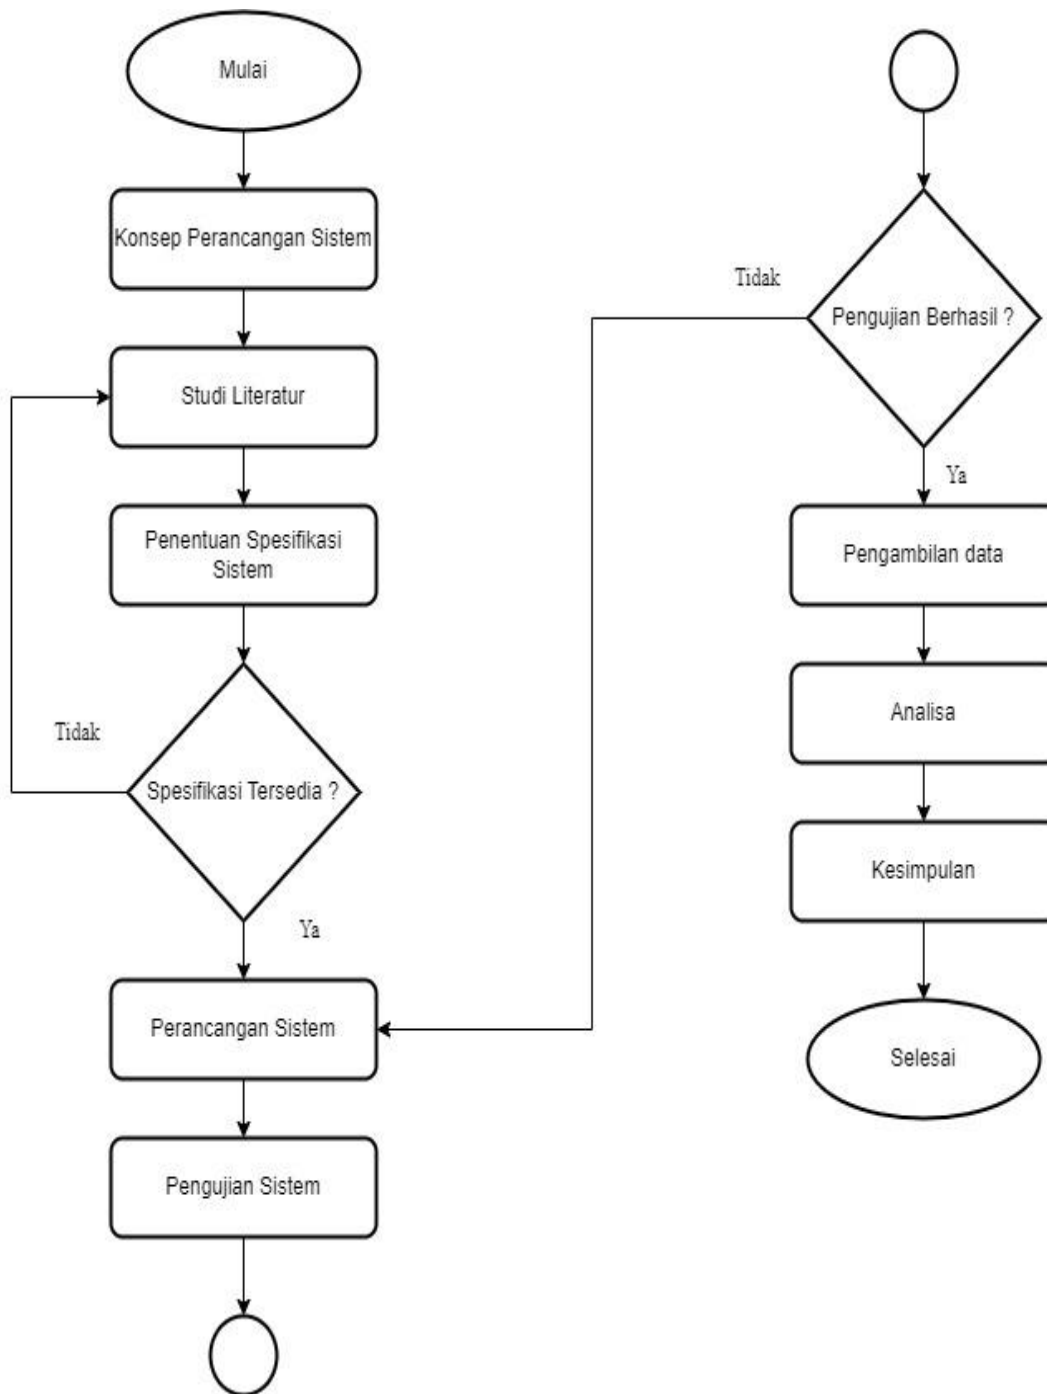 Mulai
Konsep Perancangan Sistem
Studi Literatur
Penentuan Spesifikasi
Sistem
Tidak
Spesifikasi Tersedia ?
Ya
Perancangan Sistem
Pengujian Sistem
Tidak
Pengujian Berhasil ?
Ya
Pengambilan data
Analisa
Kesimpulan
Selesai